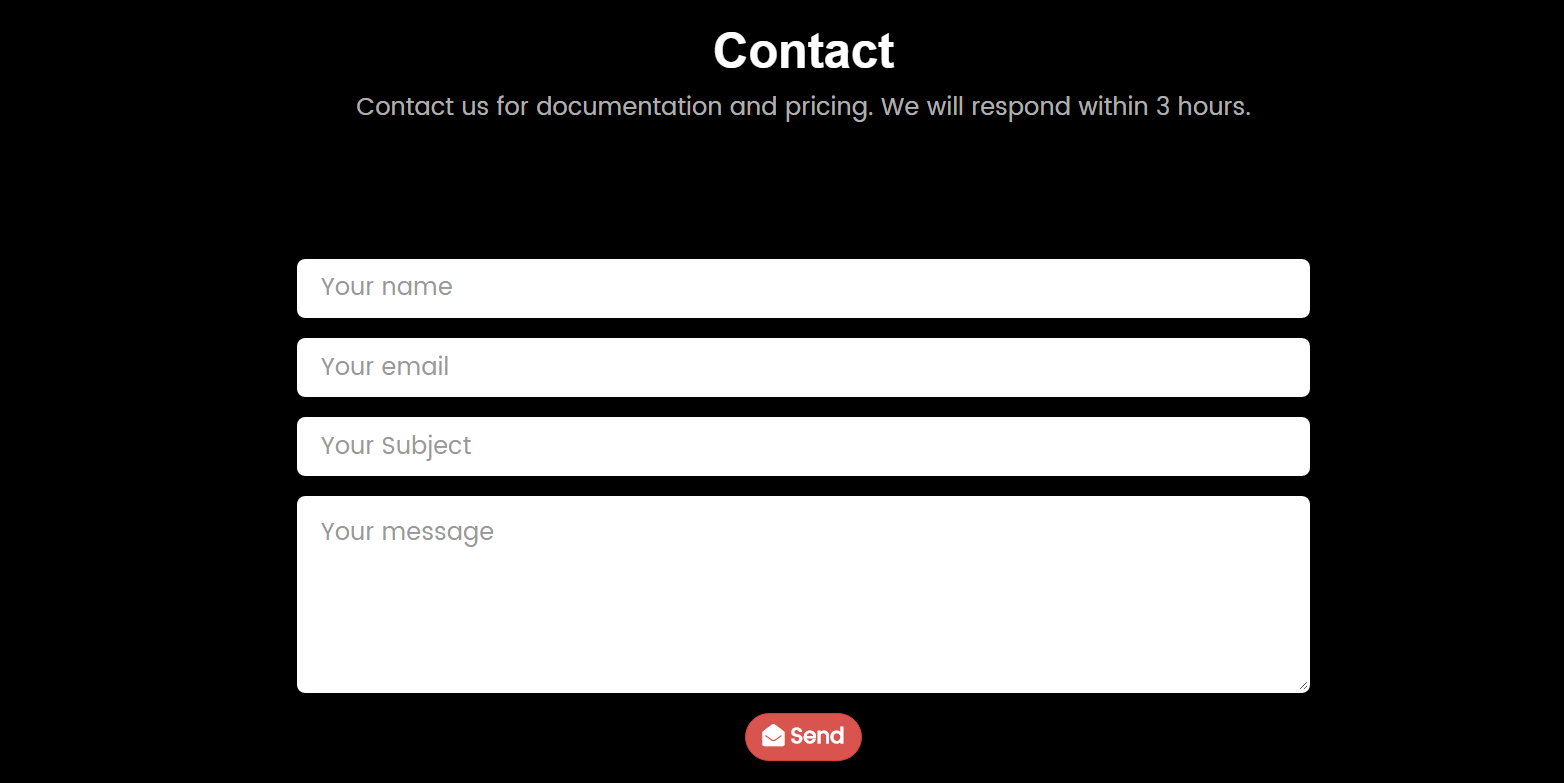 Contact
Contact us for documentation and pricing. We will respond within 3 hours.
Your name
Your email
Your Subject
Your message
Send